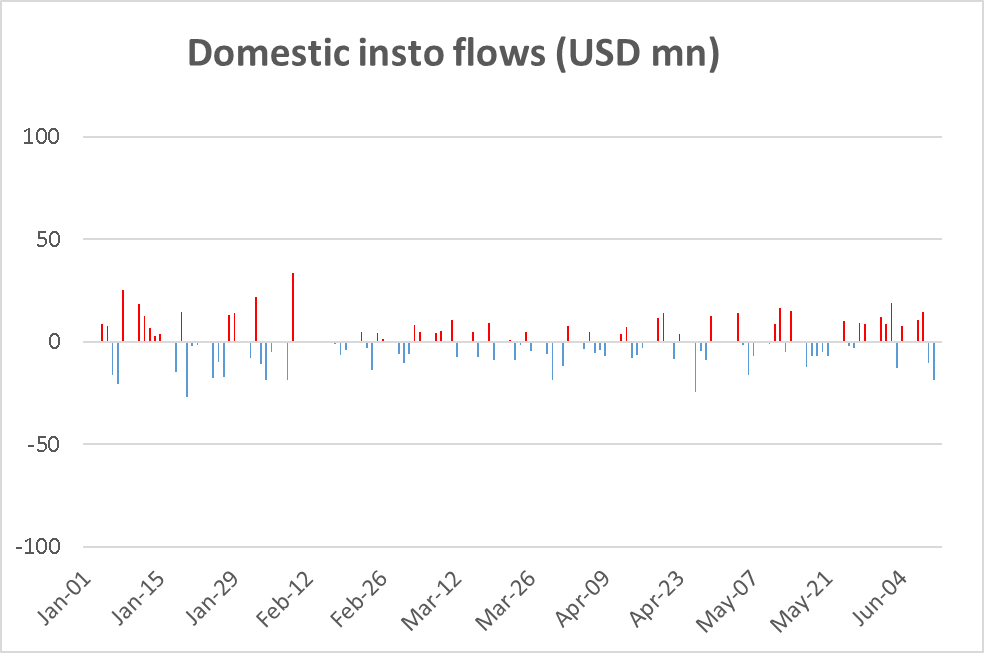 Domestic insto flows (USD mn)
100
50
0
-50
-100
Jan-01
Jan-15
Jan-29
Feb-12
Feb-26
Mar-12
Mar-26
Apr-09
Apr-23
May-07
May-21
Jun-04